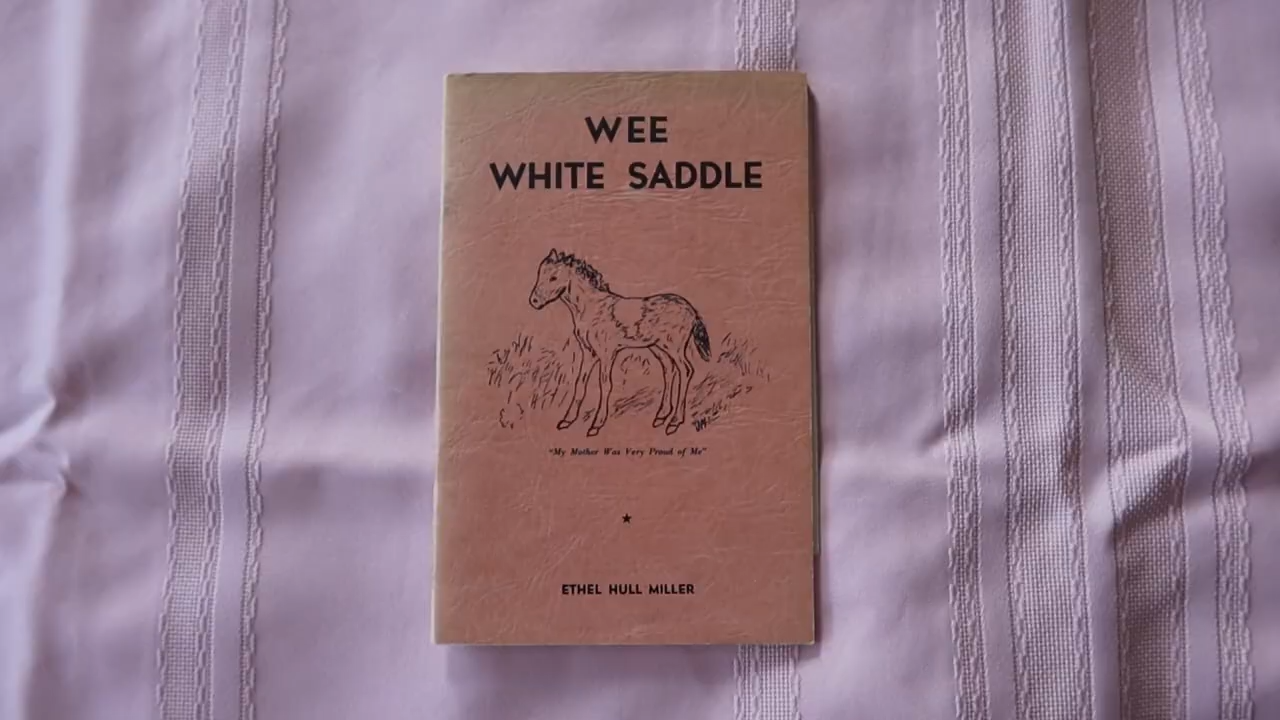 WEE
WHITE SADDLE
"My Mother Was Very Proud of Me"
ETHEL HULL MILLER